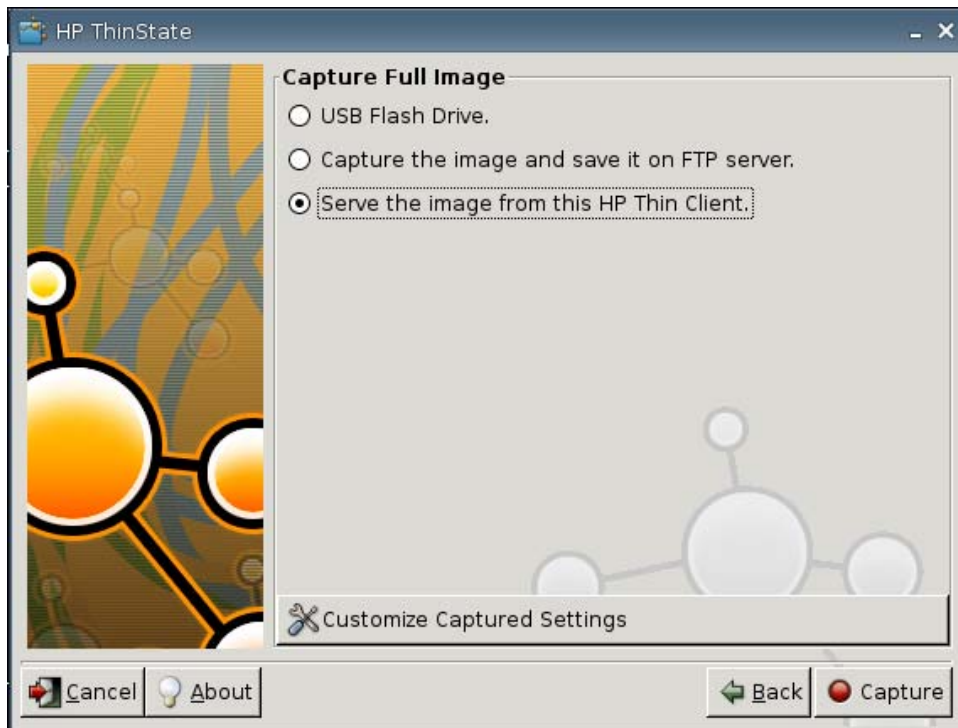 HP ThinState
Capture Full Image
USB Flash Drive.
Capture the image and save it on FTP server.
Serve the image from this HP Thin Client.
Customize Captured Settings
Cancel
About
Back
Capture